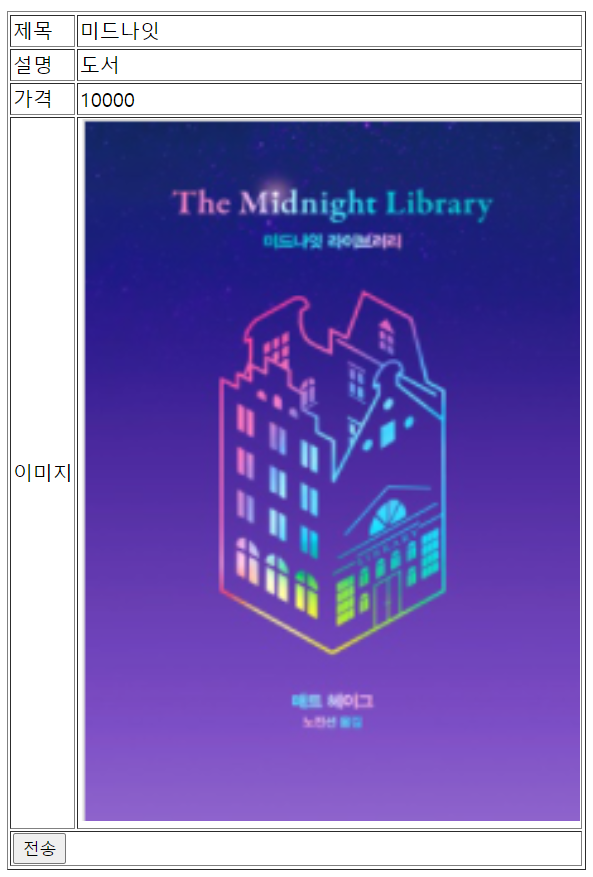 제목 미드나잇
설명 도서
가격 10000
이미지
The Midnight Library
미드나잇 라이브러리
LIBRARY
매트 헤이그
노진선 옮김
전송